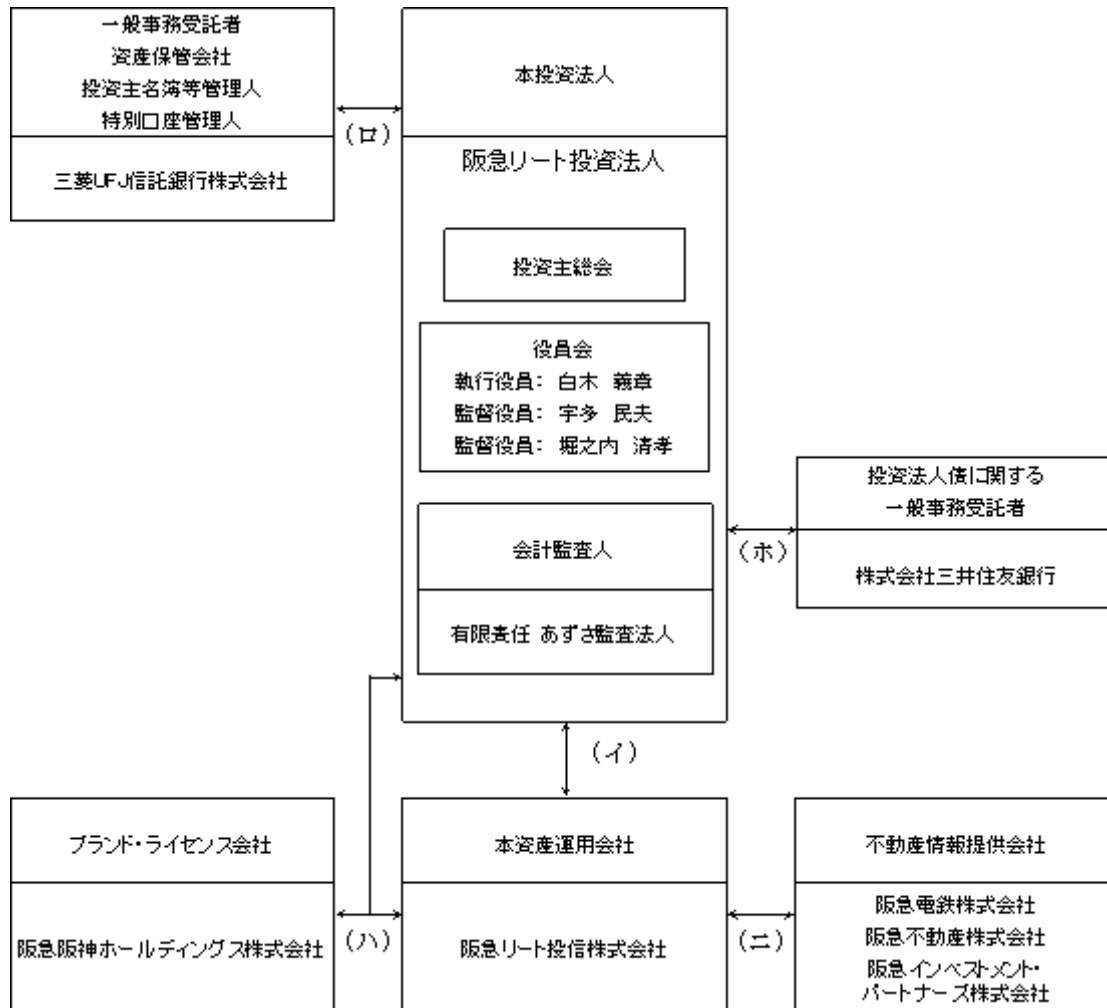 一般事務受託者
資産保管会社
投資主名簿等管理人
特別口座管理人
三菱UFJ信託銀行株式会社
(ロ)
本投資法人
阪急リート投資法人
投資主総会
役員会
執行役員: 白木 義章
監督役員: 宇多 民夫
監督役員: 堀之内 清孝
会計監査人
有限責任 あずさ監査法人
(ホ)
投資法人債に関する
一般事務受託者
株式会社三井住友銀行
(イ)
ブランド・ライセンス会社
阪急阪神ホールディングス株式会社
(ハ)
本資産運用会社
阪急リート投信株式会社
(ニ)
不動産情報提供会社
阪急電鉄株式会社
阪急不動産株式会社
阪急インベストメント・
パートナーズ株式会社